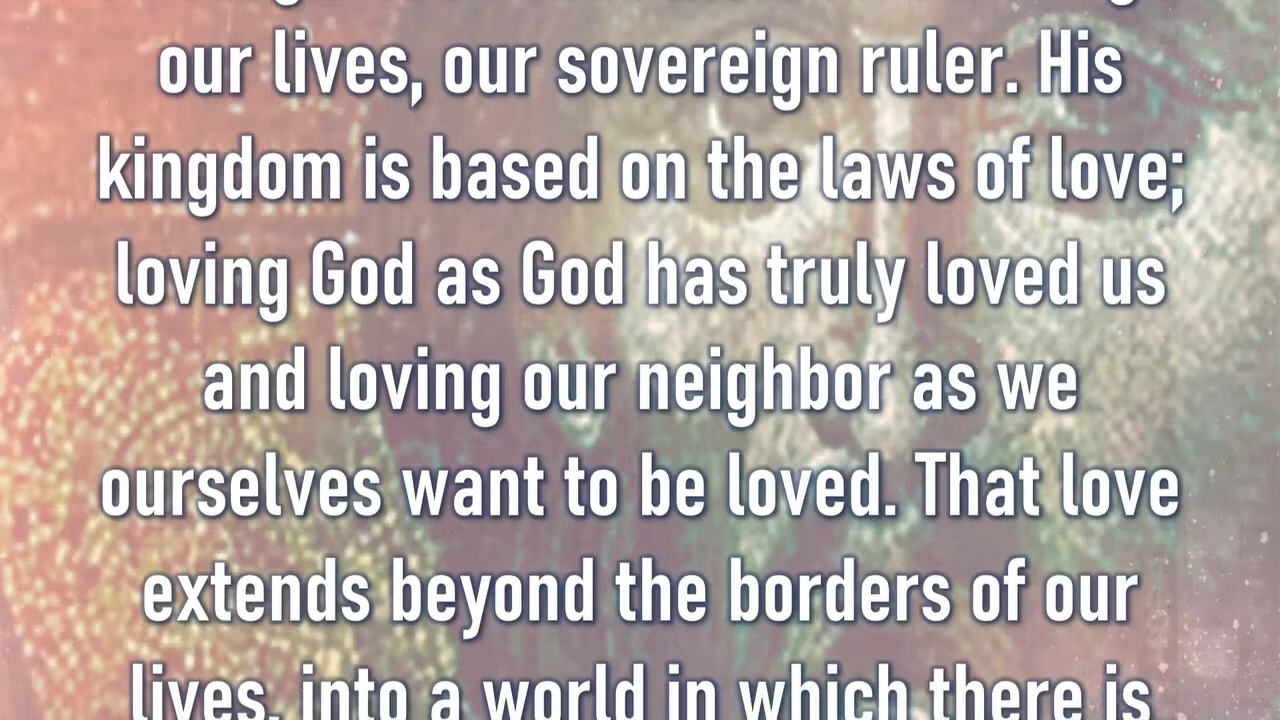 our lives, our sovereign ruler. His
kingdom is based on the laws of love;
loving God as God has truly loved us
and loving our neighbor as we
ourselves want to be loved. That love
extends beyond the borders of our
lives, into a world in which there is